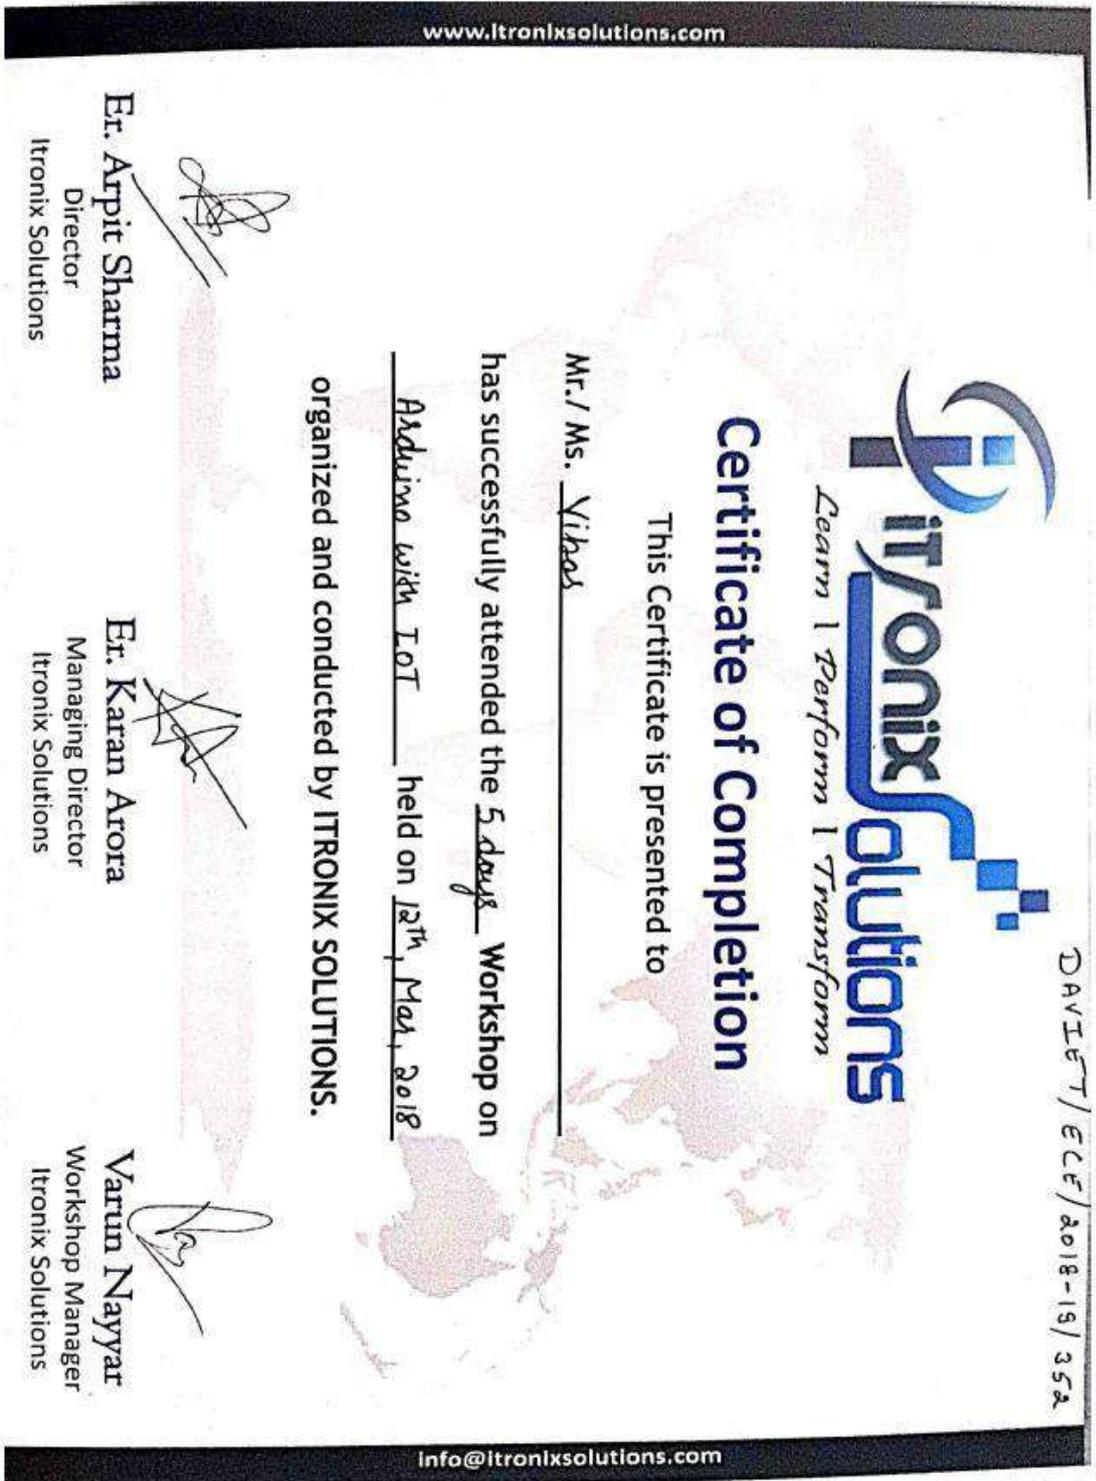 DAVIET/ECE/2018-19/352
iTronix Solutions
Learn l Perform l Transform
Certificate of Completion
This Certificate is presented to
Mr./ Ms. Vibas
has successfully attended the 5 days Workshop on
Arduino with IoT held on 12th, Mar, 2018
organized and conducted by ITRONIX SOLUTIONS.
Er. Arpit Sharma
Director
Itronix Solutions
Er. Karan Arora
Managing Director
Itronix Solutions
Varun Nayyar
Workshop Manager
Itronix Solutions
www.itronixsolutions.com
info@itronixsolutions.com